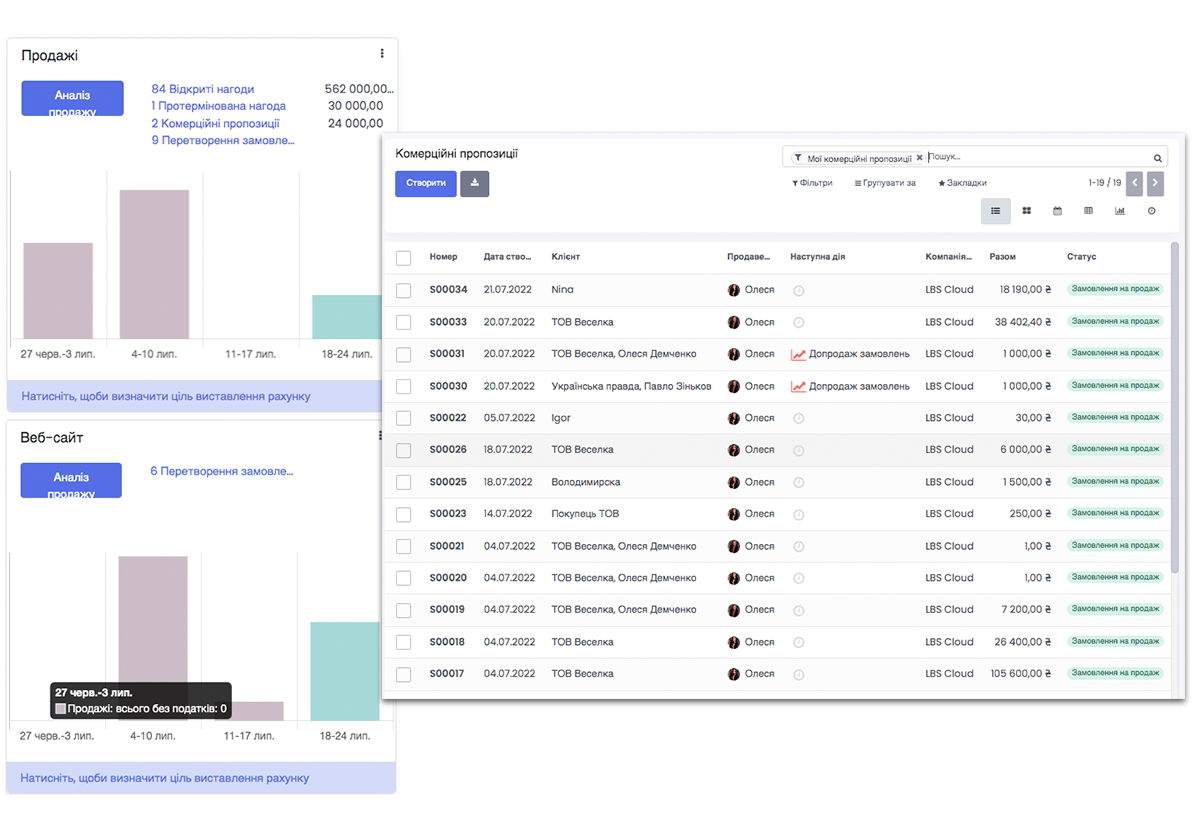 Продажі
Аналіз продажу
84 Відкриті нагоди 562 000,00...
1 Протермінована нагода 30 000,00
2 Комерційні пропозиції 24 000,00
9 Перетворення замовле...
27 черв.-3 лип. 4-10 лип. 11-17 лип. 18-24 лип.
Натисніть, щоби визначити ціль виставлення рахунку
Веб-сайт
Аналіз продажу
6 Перетворення замовле...
27 черв.-3 лип.
Продажі: всього без податків: 0
27 черв.-3 лип. 4-10 лип. 11-17 лип. 18-24 лип.
Натисніть, щоби визначити ціль виставлення рахунку
Комерційні пропозиції
Мої комерційні пропозиції × Пошук...
Створити
Фільтри Групувати за Закладки 1-19 / 19
Номер Дата ство... Клієнт Продаве... Наступна дія Компанія... Разом Статус
S00034 21.07.2022 Nina Олеся LBS Cloud 18 190,00 ₴ Замовлення на продаж
S00033 20.07.2022 ТОВ Веселка Олеся LBS Cloud 38 402,40 ₴ Замовлення на продаж
S00031 20.07.2022 ТОВ Веселка, Олеся Демченко Олеся Допродаж замовлень LBS Cloud 1 000,00 ₴ Замовлення на продаж
S00030 20.07.2022 Українська правда, Павло Зіньков Олеся Допродаж замовлень LBS Cloud 1 000,00 ₴ Замовлення на продаж
S00022 05.07.2022 Igor Олеся LBS Cloud 30,00 ₴ Замовлення на продаж
S00026 18.07.2022 ТОВ Веселка Олеся LBS Cloud 6 000,00 ₴ Замовлення на продаж
S00025 18.07.2022 Володимирска Олеся LBS Cloud 1 500,00 ₴ Замовлення на продаж
S00023 14.07.2022 Покупець ТОВ Олеся LBS Cloud 250,00 ₴ Замовлення на продаж
S00021 04.07.2022 ТОВ Веселка, Олеся Демченко Олеся LBS Cloud 1,00 ₴ Замовлення на продаж
S00020 04.07.2022 ТОВ Веселка, Олеся Демченко Олеся LBS Cloud 1,00 ₴ Замовлення на продаж
S00019 04.07.2022 ТОВ Веселка, Олеся Демченко Олеся LBS Cloud 7 200,00 ₴ Замовлення на продаж
S00018 04.07.2022 ТОВ Веселка Олеся LBS Cloud 26 400,00 ₴ Замовлення на продаж
S00017 04.07.2022 ТОВ Веселка Олеся LBS Cloud 105 600,00 ₴ Замовлення на продаж